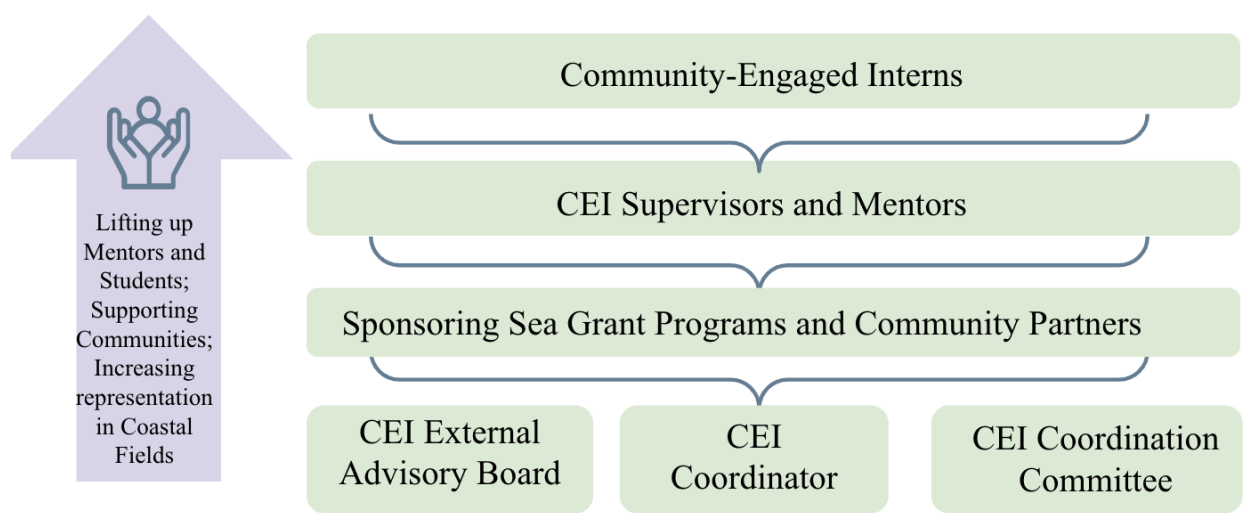 Community-Engaged Interns
CEI Supervisors and Mentors
Sponsoring Sea Grant Programs and Community Partners
CEI External
Advisory Board
CEI
Coordinator
CEI Coordination
Committee
Lifting up
Mentors and
Students;
Supporting
Communities;
Increasing
representation
in Coastal
Fields